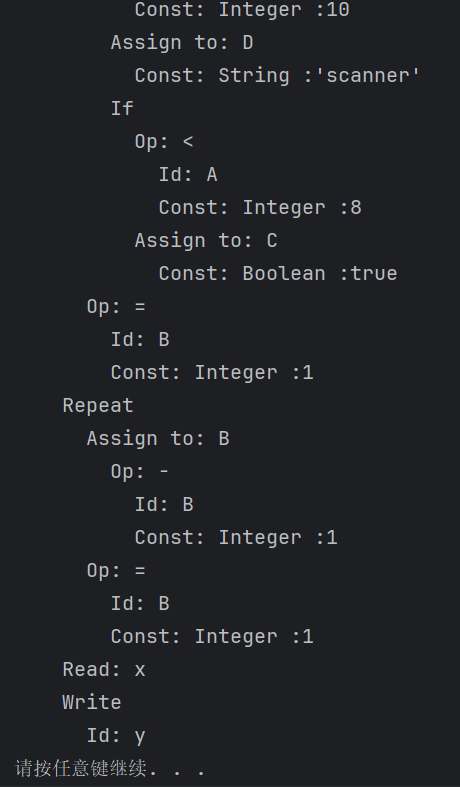 Const: Integer :10
Assign to: D
Const: String :'scanner'
If
Op: <
Id: A
Const: Integer :8
Assign to: C
Const: Boolean :true
Op: =
Id: B
Const: Integer :1
Repeat
Assign to: B
Op: -
Id: B
Const: Integer :1
Op: =
Id: B
Const: Integer :1
Read: x
Write
Id: y
请按任意键继续. . .